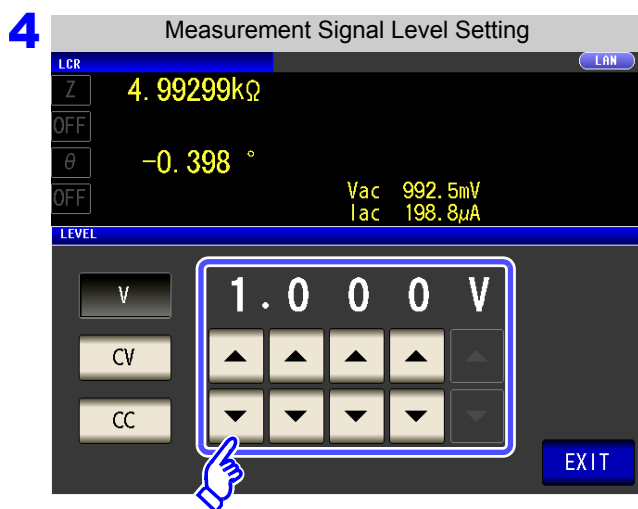 4
Measurement Signal Level Setting
LCR LAN
Z 4.99299kΩ
OFF
θ -0.398 °
OFF Vac 992.5mV
Iac 198.8μA
LEVEL
V 1.000 V
CV ▲ ▲ ▲ ▲ ▲
CC ▼ ▼ ▼ ▼ ▼
EXIT